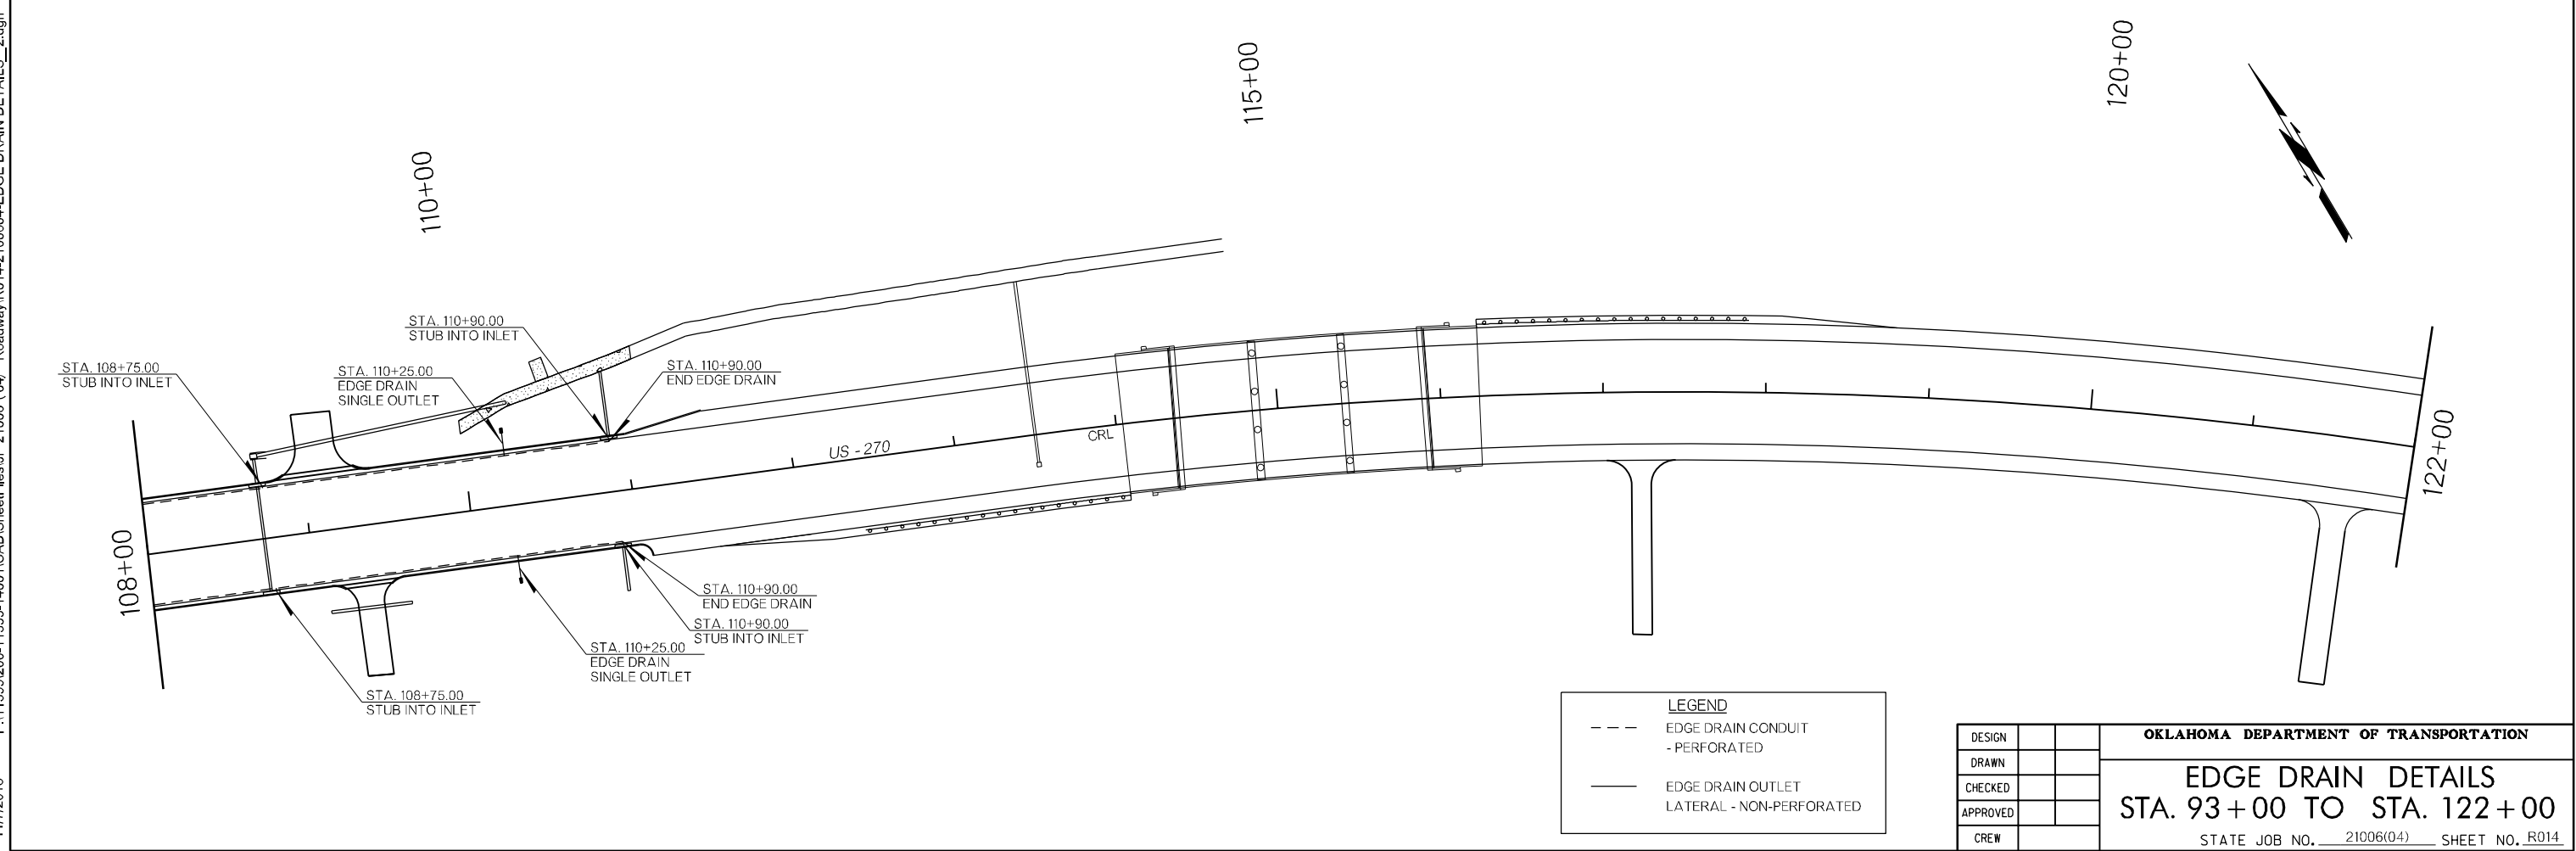 120+00
115+00
110+00
STA. 110+90.00
STUB INTO INLET
STA. 108+75.00
STUB INTO INLET
STA. 110+25.00
EDGE DRAIN
SINGLE OUTLET
STA. 110+90.00
END EDGE DRAIN
US-270
CRL
122+00
108+00
STA. 110+90.00
END EDGE DRAIN
STA. 110+90.00
STUB INTO INLET
STA. 110+25.00
EDGE DRAIN
SINGLE OUTLET
STA. 108+75.00
STUB INTO INLET
LEGEND
EDGE DRAIN CONDUIT
- PERFORATED
EDGE DRAIN OUTLET
LATERAL - NON-PERFORATED
DESIGN
DRAWN
CHECKED
APPROVED
CREW
OKLAHOMA DEPARTMENT OF TRANSPORTATION
EDGE DRAIN DETAILS
STA. 93+00 TO STA. 122+00
STATE JOB NO. 21006(04) SHEET NO. R014